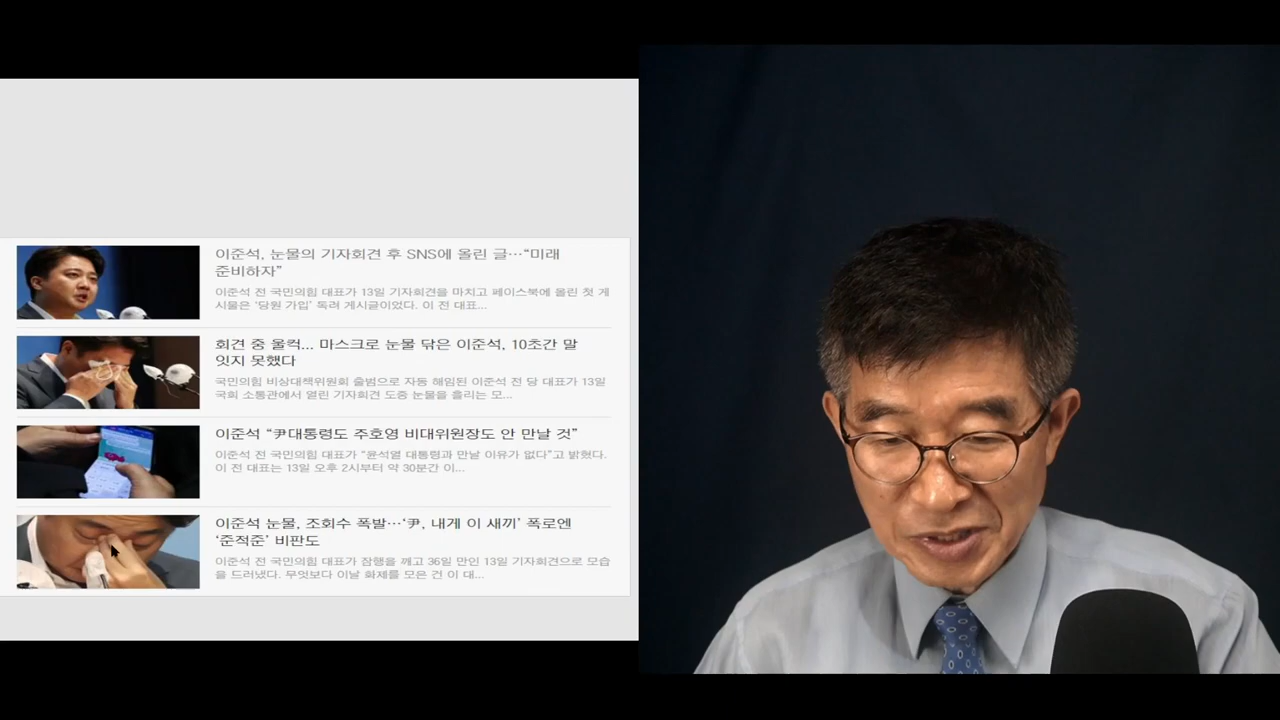 이준석, 눈물의 기자회견 후 SNS에 올린 글…“미래
준비하자”
이준석 전 국민의힘 대표가 13일 기자회견을 마치고 페이스북에 올린 첫 게
시물은 ‘당원 가입’ 독려 게시글이었다. 이 전 대표...
회견 중 울컥... 마스크로 눈물 닦은 이준석, 10초간 말
잇지 못했다
국민의힘 비상대책위원회 출범으로 자동 해임된 이준석 전 당 대표가 13일
국회 소통관에서 열린 기자회견 도중 눈물을 흘리는 모...
이준석 “尹대통령도 주호영 비대위원장도 안 만날 것”
이준석 전 국민의힘 대표가 “윤석열 대통령과 만날 이유가 없다”고 밝혔다.
이 전 대표는 13일 오후 2시부터 약 30분간 이...
이준석 눈물, 조회수 폭발…‘尹, 내게 이 새끼’ 폭로엔
‘준적준’ 비판도
이준석 전 국민의힘 대표가 잠행을 깨고 36일 만인 13일 기자회견으로 모습
을 드러냈다. 무엇보다 이날 화제를 모은 건 이 대...